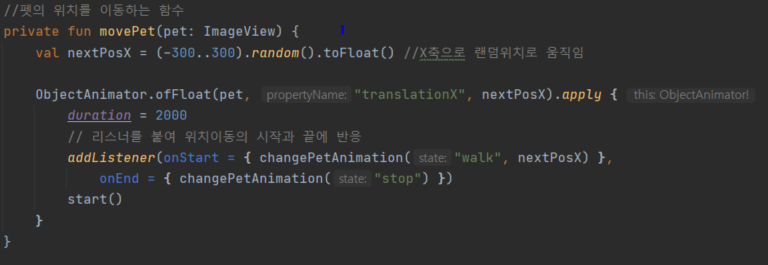 //펫의 위치를 이동하는 함수
private fun movePet(pet: ImageView) {
    val nextPosX = (-300..300).random().toFloat() //X축으로 랜덤위치로 움직임
    ObjectAnimator.ofFloat(pet, propertyName: "translationX", nextPosX).apply { this: ObjectAnimator!
        duration = 2000
        // 리스너를 붙여 위치이동의 시작과 끝에 반응
        addListener(onStart = { changePetAnimation( state: "walk", nextPosX) },
            onEnd = { changePetAnimation( state: "stop") })
        start()
    }
}